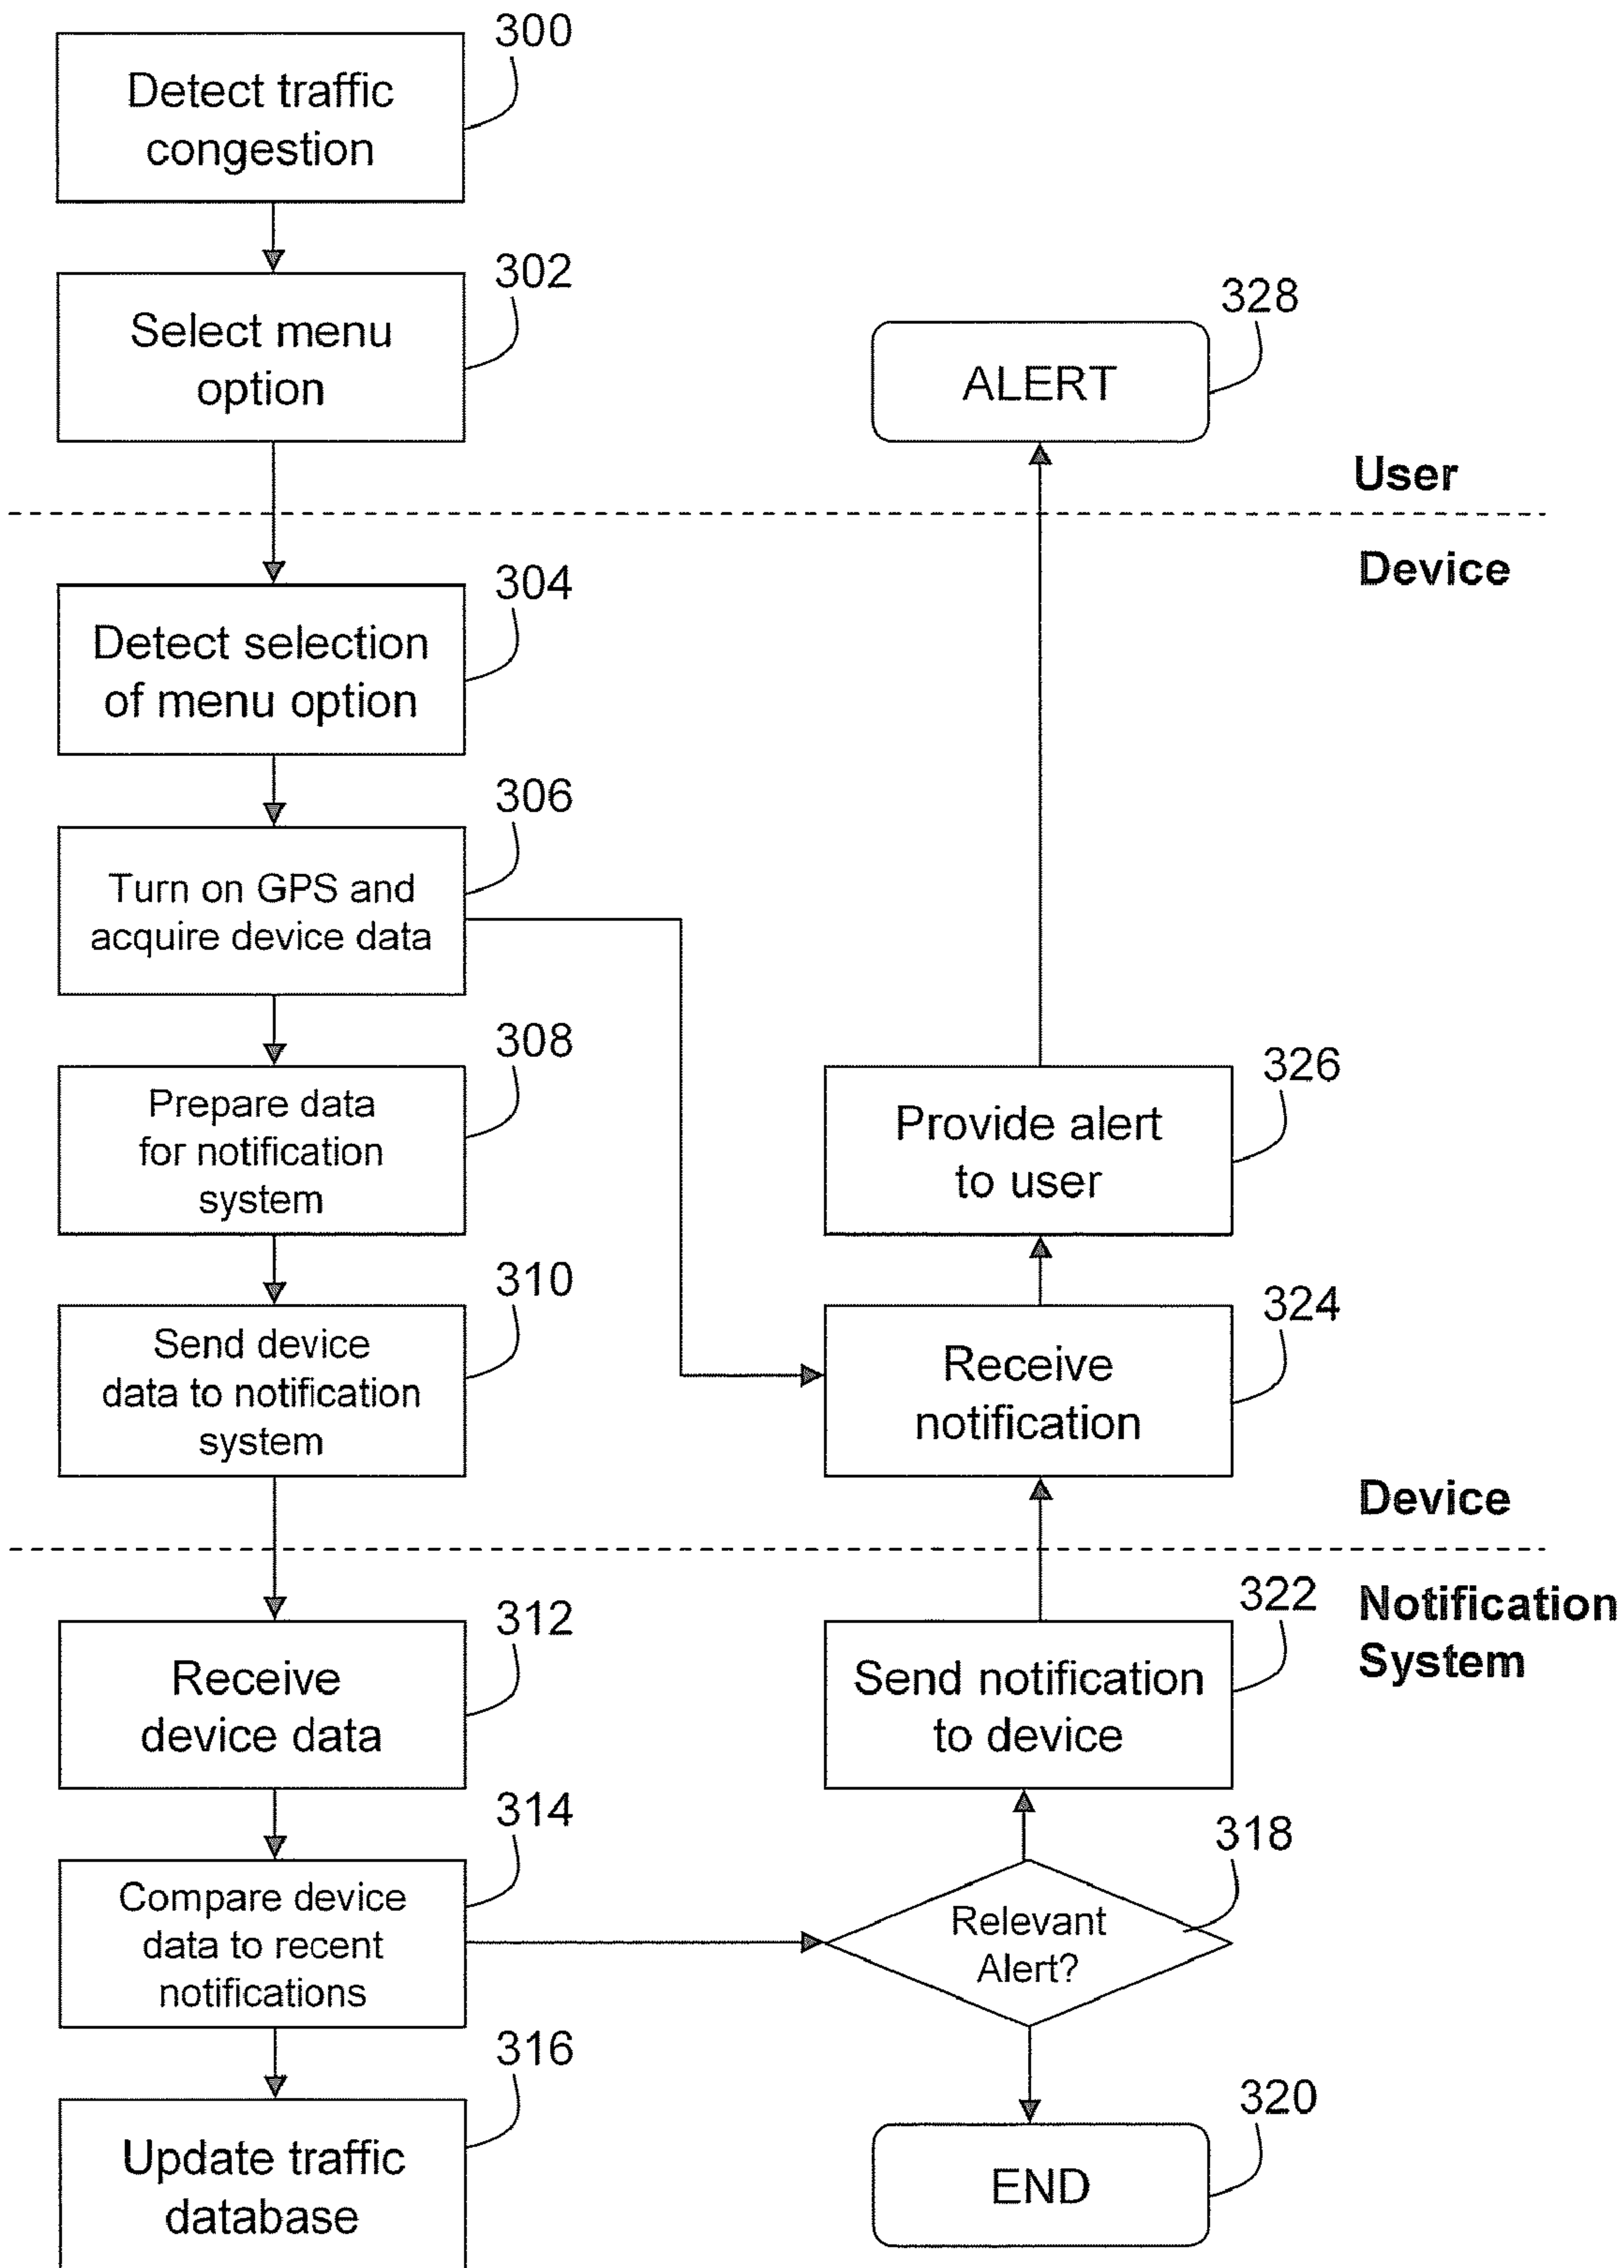 300
Detect traffic
congestion
302
Select menu
option
328
ALERT
User
Device
304
Detect selection
of menu option
306
Turn on GPS and
acquire device data
308
Prepare data
for notification
system
326
Provide alert
to user
310
Send device
data to notification
system
324
Receive
notification
Device
Notification
System
312
Receive
device data
322
Send notification
to device
314
Compare device
data to recent
notifications
318
Relevant
Alert?
316
Update traffic
database
320
END